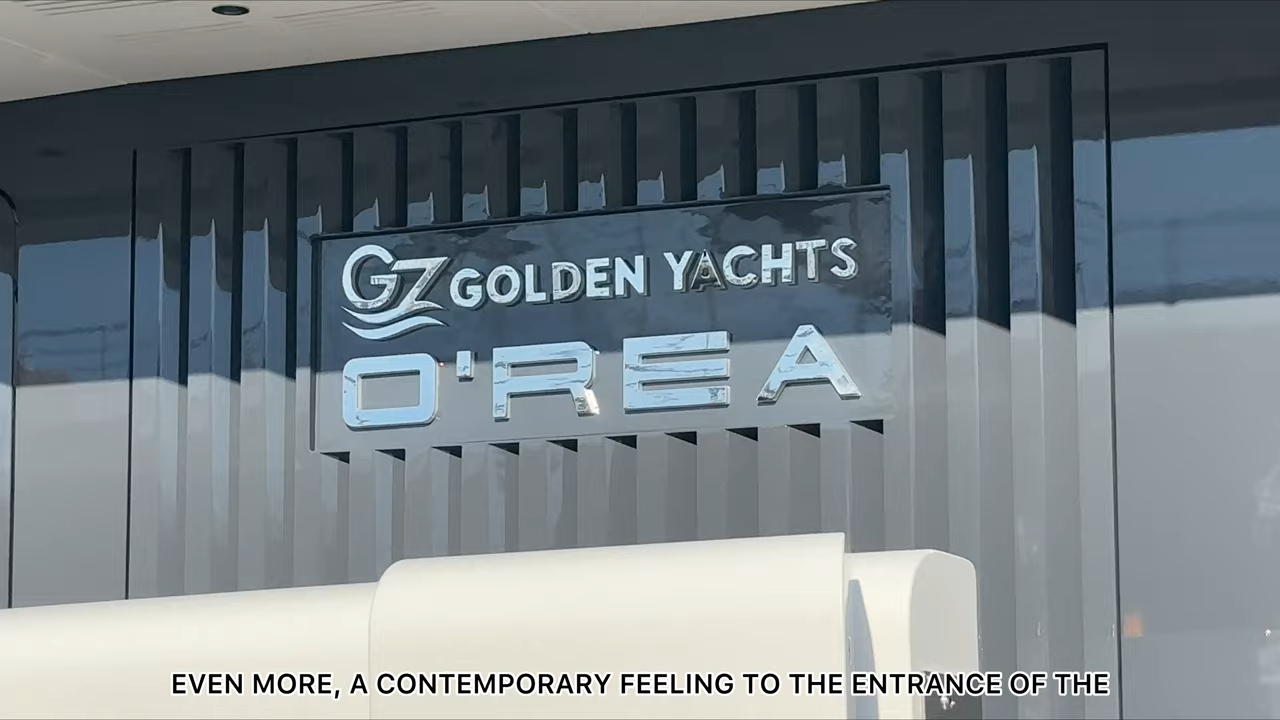 GZ GOLDEN YACHTS
O'REA
EVEN MORE, A CONTEMPORARY FEELING TO THE ENTRANCE OF THE